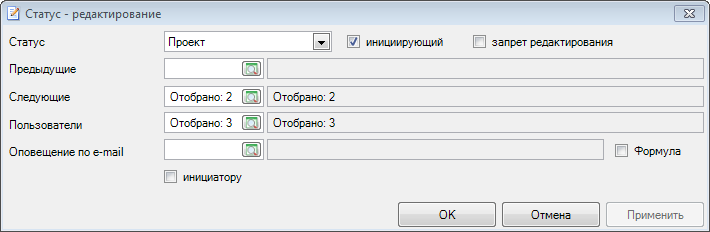 Статус - редактирование
Статус Проект инициирующий запрет редактирования
Предыдущие
Следующие Отобрано: 2 Отобрано: 2
Пользователи Отобрано: 3 Отобрано: 3
Оповещение по e-mail Формула
инициатору
OK Отмена Применить